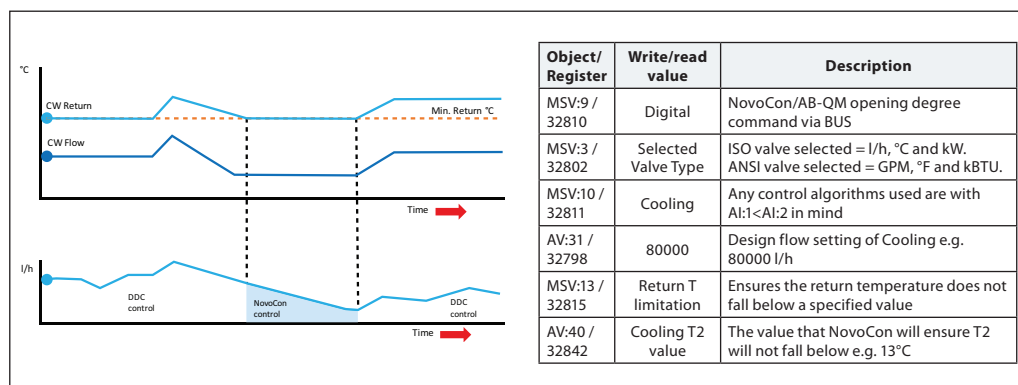 °C
CW Return
Min. Return °C
CW Flow
Time
l/h
DDC
control
NovoCon
control
DDC
control
Time
Object/
Register
Write/read
value
Description
MSV:9 /
32810
Digital
NovoCon/AB-QM opening degree
command via BUS
MSV:3 /
32802
Selected
Valve Type
ISO valve selected = l/h, °C and kW.
ANSI valve selected = GPM, °F and kBTU.
MSV:10 /
32811
Cooling
Any control algorithms used are with
AI:1<AI:2 in mind
AV:31 /
32798
80000
Design flow setting of Cooling e.g.
80000 l/h
MSV:13 /
32815
Return T
limitation
Ensures the return temperature does not
fall below a specified value
AV:40 /
32842
Cooling T2
value
The value that NovoCon will ensure T2
will not fall below e.g. 13°C